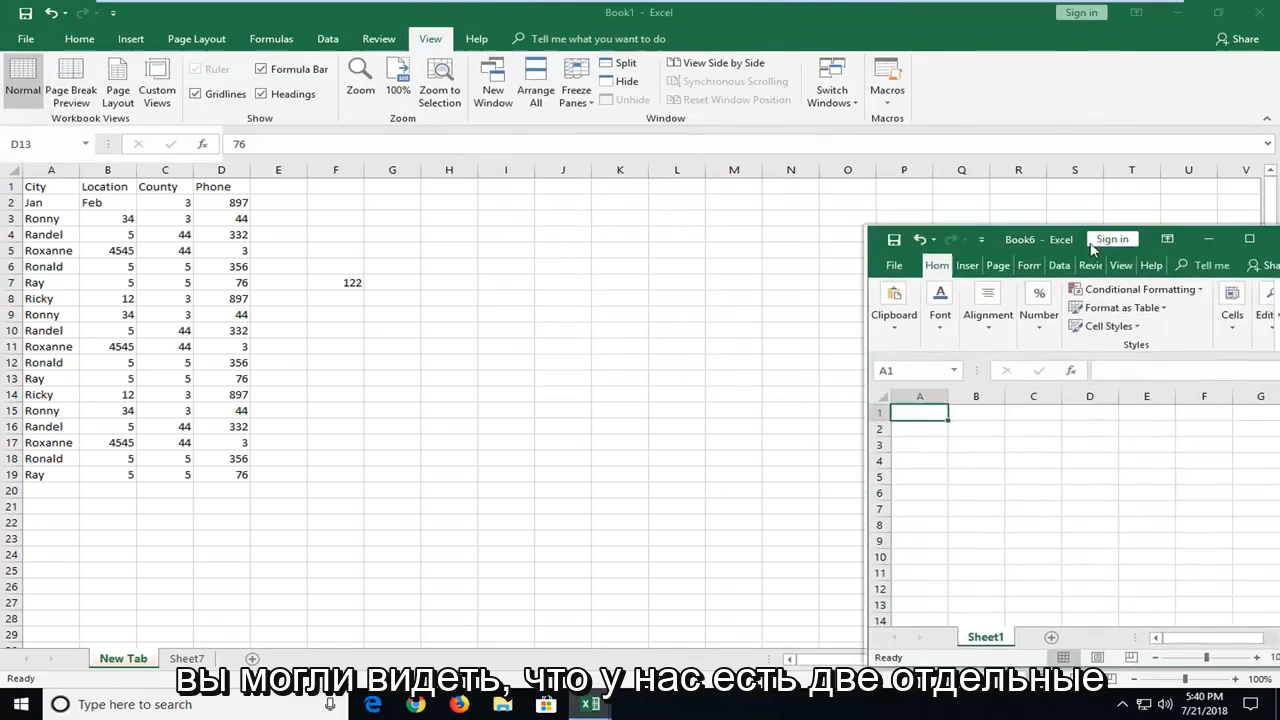 Book1 - Excel
Sign in
File Home Insert Page Layout Formulas Data Review View Help Tell me what you want to do Share
Normal Page Break Preview Page Layout Custom Views
Workbook Views
Ruler Formula Bar
Gridlines Headings
Show
Zoom 100% Zoom to Selection
Zoom
New Window Arrange All Freeze Panes
Split
Hide
Unhide
View Side by Side
Synchronous Scrolling
Reset Window Position
Window
Switch Windows
Macros
Macros
D13 fx 76
A B C D E F G H I J K L M N O P Q R S T U V
1 City Location County Phone
2 Jan Feb 3 897
3 Ronny 34 3 44
4 Randel 5 44 332
5 Roxanne 4545 44 3
6 Ronald 5 5 356
7 Ray 5 5 76 122
8 Ricky 12 3 897
9 Ronny 34 3 44
10 Randel 5 44 332
11 Roxanne 4545 44 3
12 Ronald 5 5 356
13 Ray 5 5 76
14 Ricky 12 3 897
15 Ronny 34 3 44
16 Randel 5 44 332
17 Roxanne 4545 44 3
18 Ronald 5 5 356
19 Ray 5 5 76
20
21
22
23
24
25
26
27
28
29
New Tab Sheet7
Ready
100%
Book6 - Excel Sign in
File Hom Inser Page Form Data Revie View Help Tell me Sha
Clipboard Font Alignment Number
Conditional Formatting
Format as Table
Cell Styles
Styles
Cells Edit
A1 fx
A B C D E F G
1
2
3
4
5
6
7
8
9
10
11
12
13
14
Sheet1
Ready 10
вы могли видеть, что у нас есть две отдельные
Type here to search
5:40 PM
7/21/2018